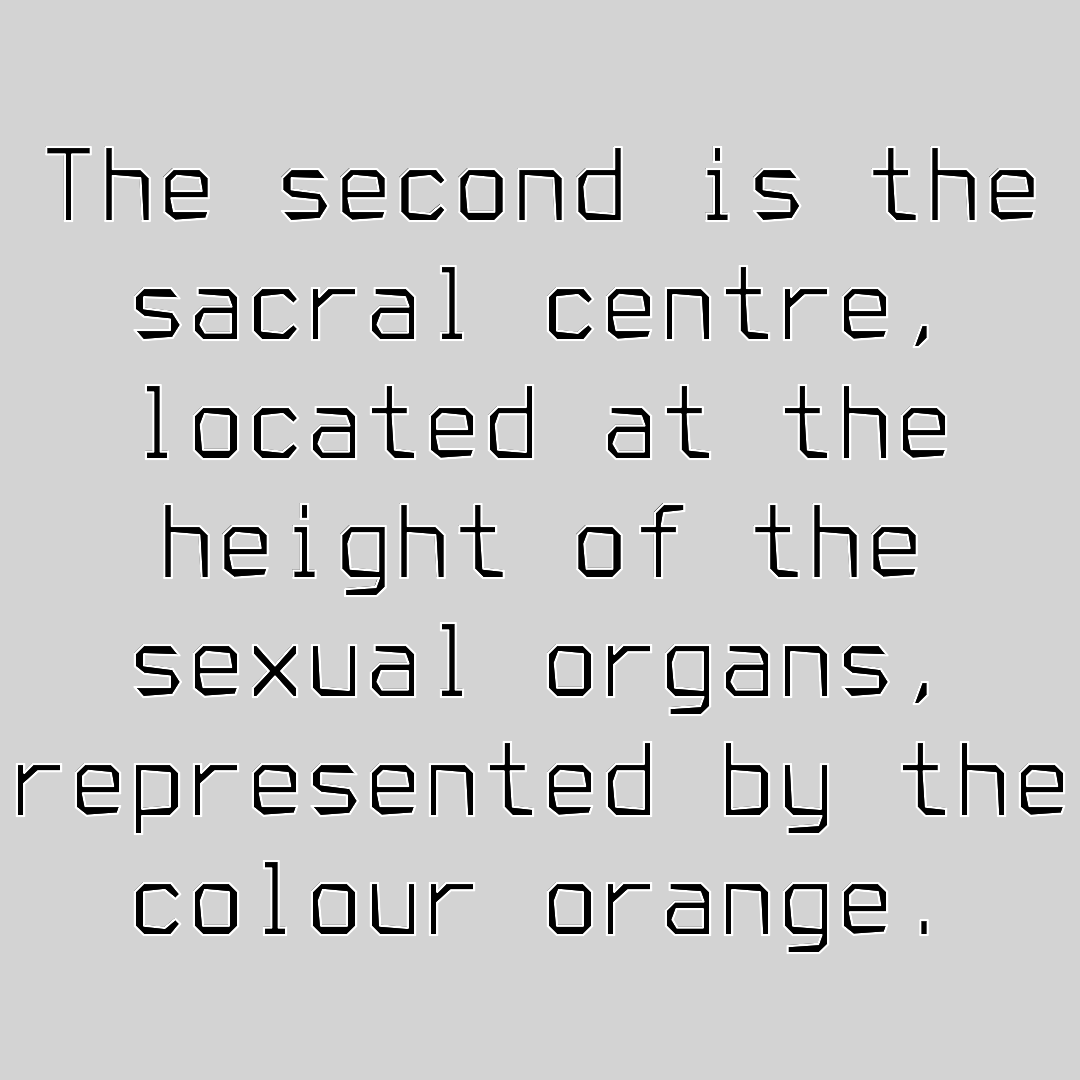 The second is the
sacral centre,
located at the
height of the
sexual organs,
represented by the
colour orange.